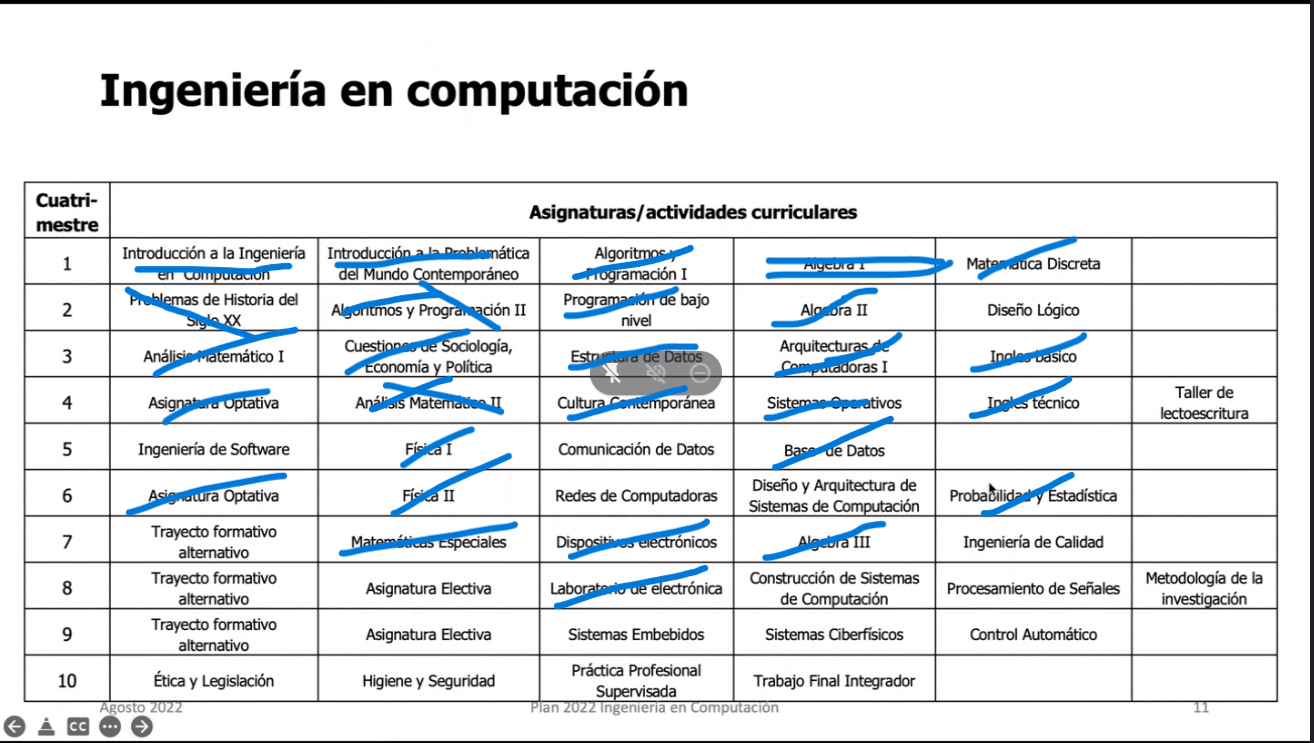 Ingeniería en computación
Cuatri-
mestre
Asignaturas/actividades curriculares
1
Introducción a la Ingeniería
en Computación
Introducción a la Problemática
del Mundo Contemporáneo
Algoritmos y
Programación I
Algebra I
Matemática Discreta
2
Problemas de Historia del
Siglo XX
Algoritmos y Programación II
Programación de bajo
nivel
Algebra II
Diseño Lógico
3
Análisis Matemático I
Cuestiones de Sociología,
Economía y Política
Estructura de Datos
Arquitecturas de
Computadoras I
Ingles básico
4
Asignatura Optativa
Análisis Matemático II
Cultura Contemporánea
Sistemas Operativos
Ingles técnico
Taller de
lectoescritura
5
Ingeniería de Software
Física I
Comunicación de Datos
Base de Datos
6
Asignatura Optativa
Física II
Redes de Computadoras
Diseño y Arquitectura de
Sistemas de Computación
Probabilidad y Estadística
7
Trayecto formativo
alternativo
Matemáticas Especiales
Dispositivos electrónicos
Algebra III
Ingeniería de Calidad
8
Trayecto formativo
alternativo
Asignatura Electiva
Laboratorio de electrónica
Construcción de Sistemas
de Computación
Procesamiento de Señales
Metodología de la
investigación
9
Trayecto formativo
alternativo
Asignatura Electiva
Sistemas Embebidos
Sistemas Ciberfísicos
Control Automático
10
Ética y Legislación
Higiene y Seguridad
Práctica Profesional
Supervisada
Trabajo Final Integrador
Agosto 2022
Plan 2022 Ingeniería en Computación
11
CC